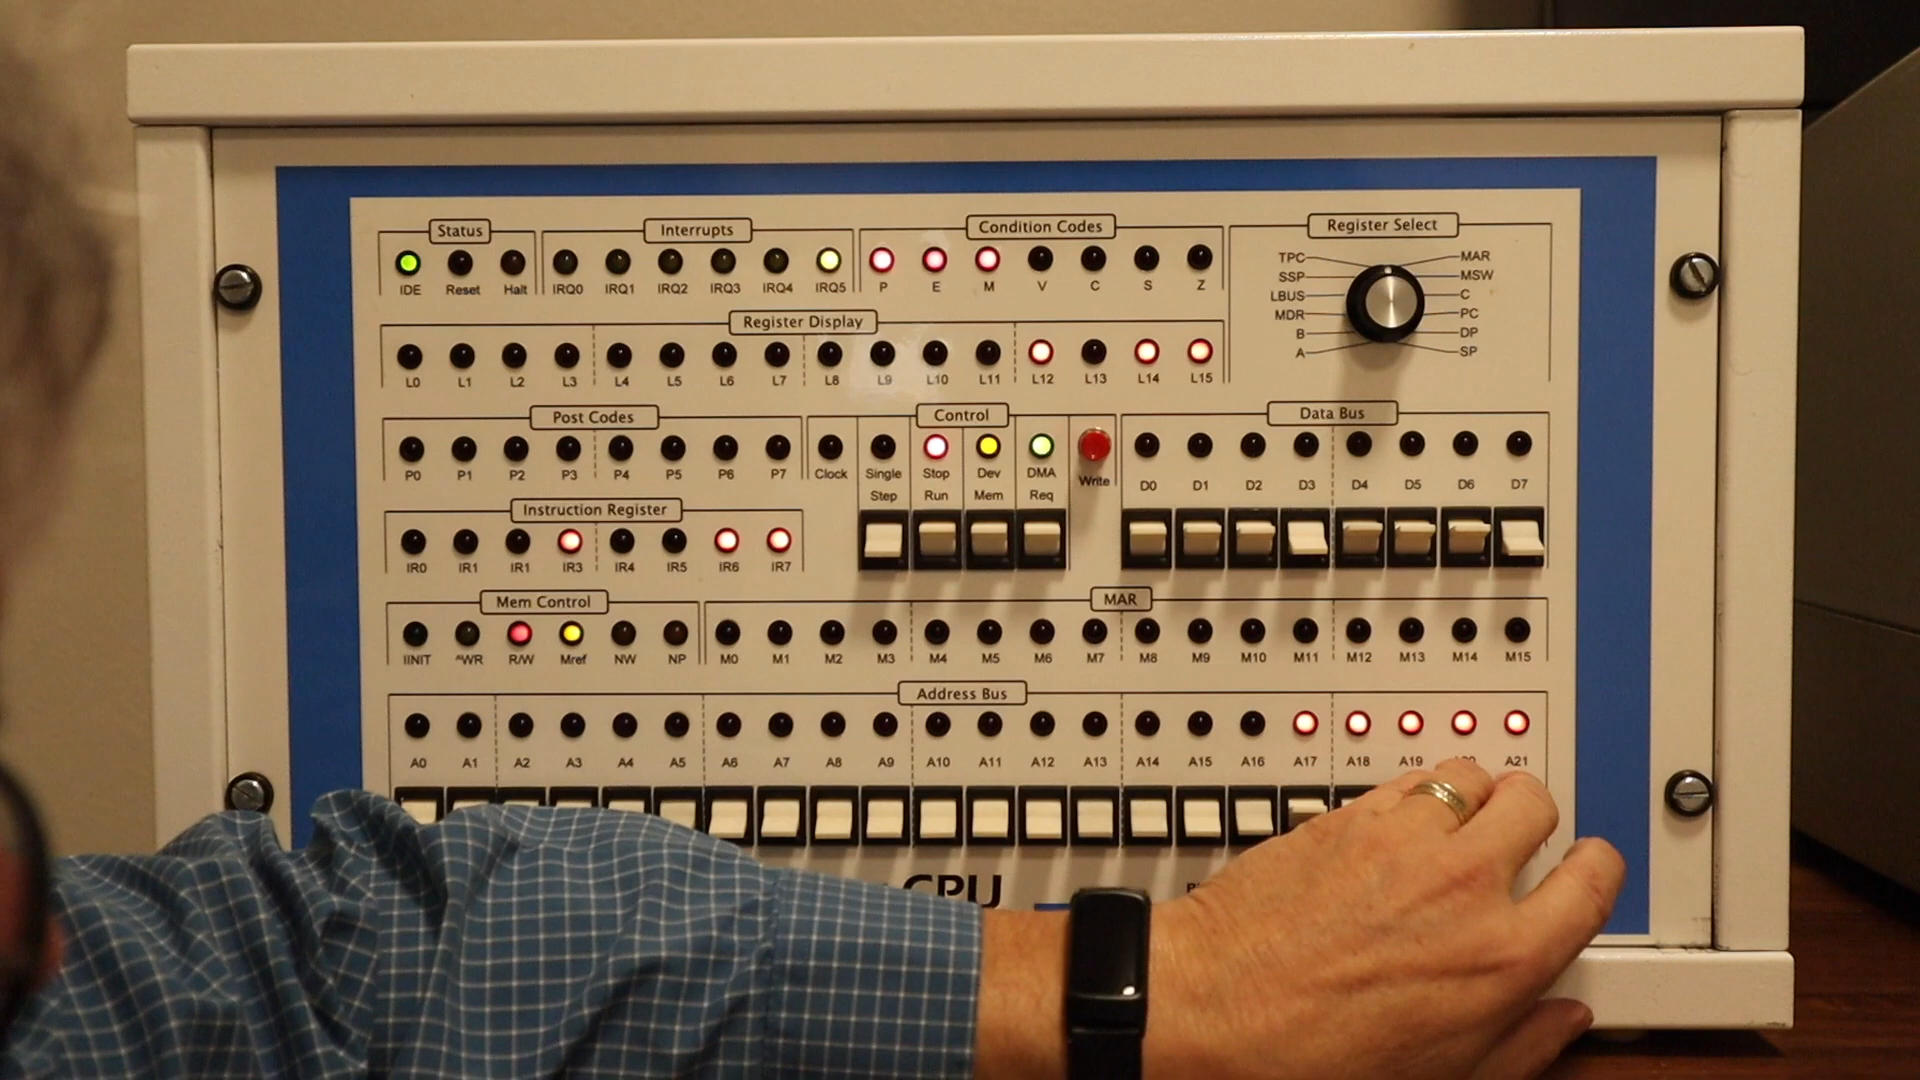 Status
Interrupts
Condition Codes
Register Select
IDE Reset Halt IRQ0 IRQ1 IRQ2 IRQ3 IRQ4 IRQ5 P E M V C S Z
TPC MAR
SSP MSW
LBUS C
MDR PC
B DP
A SP
Register Display
L0 L1 L2 L3 L4 L5 L6 L7 L8 L9 L10 L11 L12 L13 L14 L15
Post Codes
Control
Data Bus
P0 P1 P2 P3 P4 P5 P6 P7
Clock Single Stop Dev DMA Write
Step Run Mem Req
D0 D1 D2 D3 D4 D5 D6 D7
Instruction Register
IR0 IR1 IR1 IR3 IR4 IR5 IR6 IR7
Mem Control
MAR
IINIT ^WR R/W Mref NW NP M0 M1 M2 M3 M4 M5 M6 M7 M8 M9 M10 M11 M12 M13 M14 M15
Address Bus
A0 A1 A2 A3 A4 A5 A6 A7 A8 A9 A10 A11 A12 A13 A14 A15 A16 A17 A18 A19 A21
CPU